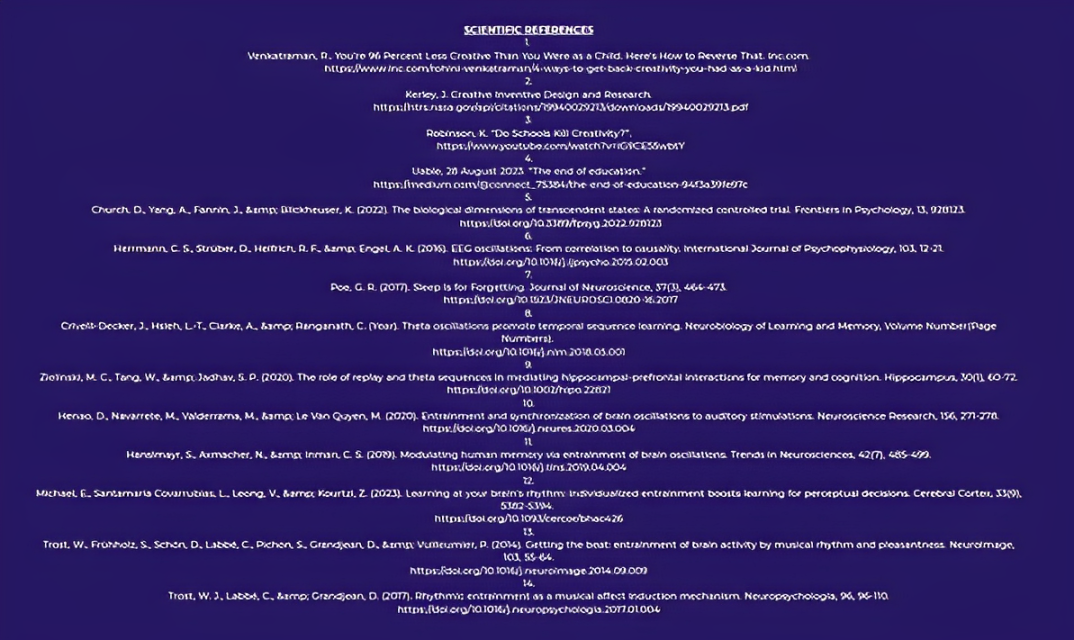 SCIENTIFIC REFERENCES
1.
Venkatraman, R.. You're 96 Percent Less Creative Than You Were as a Child. Here's How to Reverse That. Inc.com.
https://www.inc.com/rohini-venkatraman/4-ways-to-get-back-creativity-you-had-as-a-kid.html
2.
Kerley, J. Creative Inventive Design and Research.
https://ntrs.nasa.gov/api/citations/19940029213/downloads/19940029213.pdf
3.
Robinson, K. "Do Schools Kill Creativity?".
4.
Uable, 28 August 2023. "The end of education."
5.
Church, D., Yang, A., Fannin, J., &amp; Blickheuser, K. (2022). The biological dimensions of transcendent states: A randomized controlled trial. Frontiers in Psychology, 13, 928123.
https://doi.org/10.3389/fpsyg.2022.928123
6.
Herrmann, C. S., Strüber, D., Helfrich, R. F., &amp; Engel, A. K. (2016). EEG oscillations: From correlation to causality. International Journal of Psychophysiology, 103, 12-21.
https://doi.org/10.1016/j.ijpsycho.2015.02.003
7.
Poe, G. R. (2017). Sleep Is for Forgetting. Journal of Neuroscience, 37(3), 464-473.
https://doi.org/10.1523/JNEUROSCI.0820-16.2017
8.
Crivelli-Decker, J., Hsieh, L.-T., Clarke, A., &amp; Ranganath, C. (Year). Theta oscillations promote temporal sequence learning. Neurobiology of Learning and Memory, Volume Number(Page
Numbers).
https://doi.org/10.1016/j.nlm.2018.05.001
9.
Zielinski, M. C., Tang, W., &amp; Jadhav, S. P. (2020). The role of replay and theta sequences in mediating hippocampal-prefrontal interactions for memory and cognition. Hippocampus, 30(1), 60-72.
https://doi.org/10.1002/hipo.22821
10.
Henao, D., Navarrete, M., Valderrama, M., &amp; Le Van Quyen, M. (2020). Entrainment and synchronization of brain oscillations to auditory stimulations. Neuroscience Research, 156, 271-278.
https://doi.org/10.1016/j.neures.2020.03.004
11.
Hanslmayr, S., Axmacher, N., &amp; Inman, C. S. (2019). Modulating human memory via entrainment of brain oscillations. Trends in Neurosciences, 42(7), 485-499.
https://doi.org/10.1016/j.tins.2019.04.004
12.
Michael, E., Santamaria Covarrubias, L., Leong, V., &amp; Kourtzi, Z. (2023). Learning at your brain's rhythm: individualized entrainment boosts learning for perceptual decisions. Cerebral Cortex, 33(9),
5382-5394.
https://doi.org/10.1093/cercor/bhac426
13.
Trost, W., Frühholz, S., Schön, D., Labbé, C., Pichon, S., Grandjean, D., &amp; Vuilleumier, P. (2014). Getting the beat: entrainment of brain activity by musical rhythm and pleasantness. NeuroImage,
103, 55-64.
https://doi.org/10.1016/j.neuroimage.2014.09.009
14.
Trost, W. J., Labbé, C., &amp; Grandjean, D. (2017). Rhythmic entrainment as a musical affect induction mechanism. Neuropsychologia, 96, 96-110.
https://doi.org/10.1016/j.neuropsychologia.2017.01.004